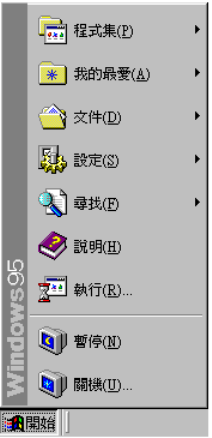 程式集(P)
我的最愛(A)
文件(D)
設定(S)
尋找(F)
說明(H)
執行(R)...
暫停(N)
關機(U)...
Windows95
開始